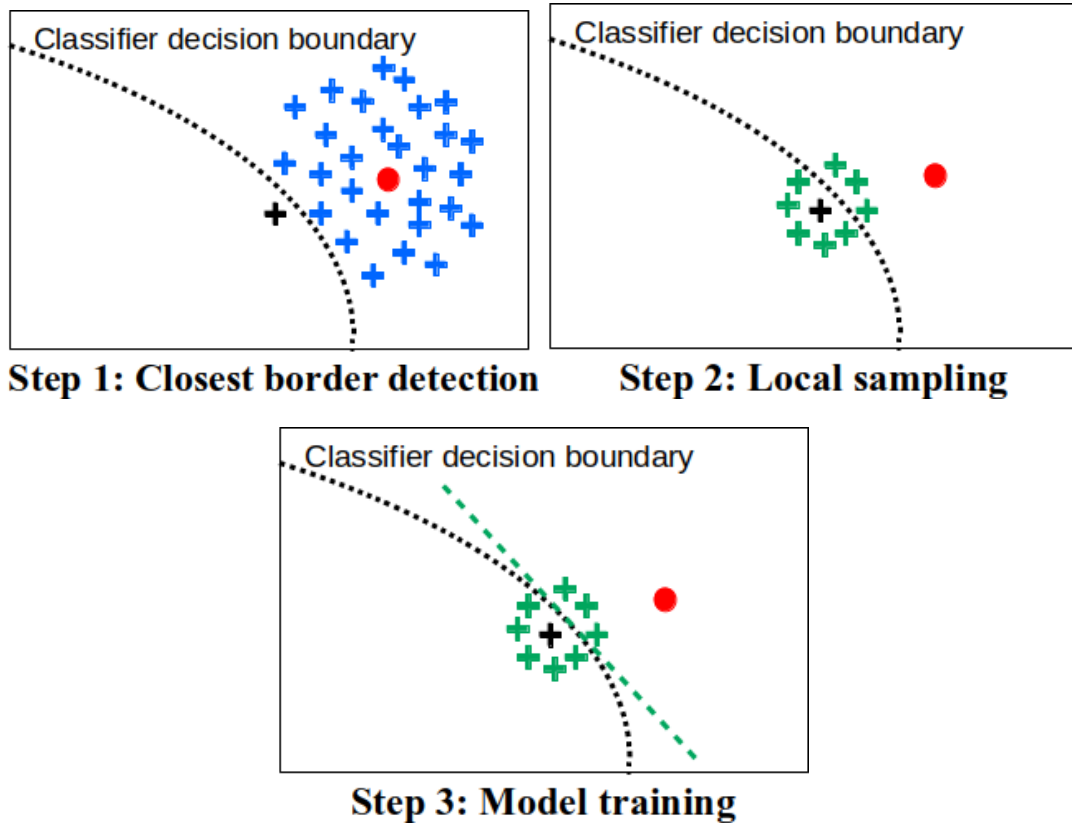 Classifier decision boundary
Classifier decision boundary
Step 1: Closest border detection
Step 2: Local sampling
Classifier decision boundary
Step 3: Model training